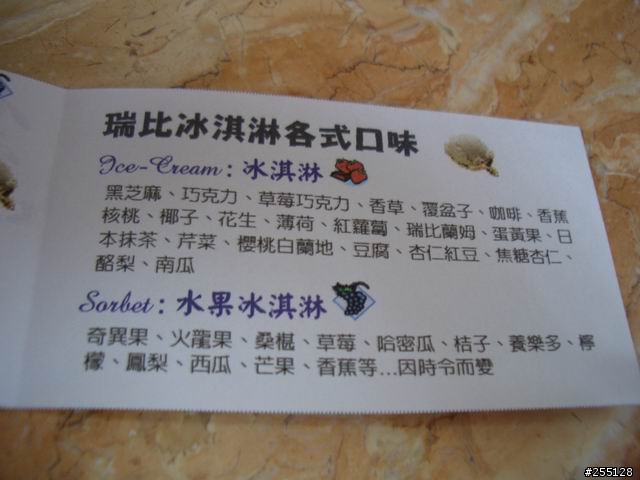 瑞比冰淇淋各式口味
Ice-Cream：冰淇淋
黑芝麻、巧克力、草莓巧克力、香草、覆盆子、咖啡、香蕉
核桃、椰子、花生、薄荷、紅蘿蔔、瑞比蘭姆、蛋黃果、日
本抹茶、芹菜、櫻桃白蘭地、豆腐、杏仁紅豆、焦糖杏仁、
酪梨、南瓜
Sorbet：水果冰淇淋
奇異果、火龍果、桑椹、草莓、哈密瓜、桔子、養樂多、檸
檬、鳳梨、西瓜、芒果、香蕉等...因時令而變
#255128